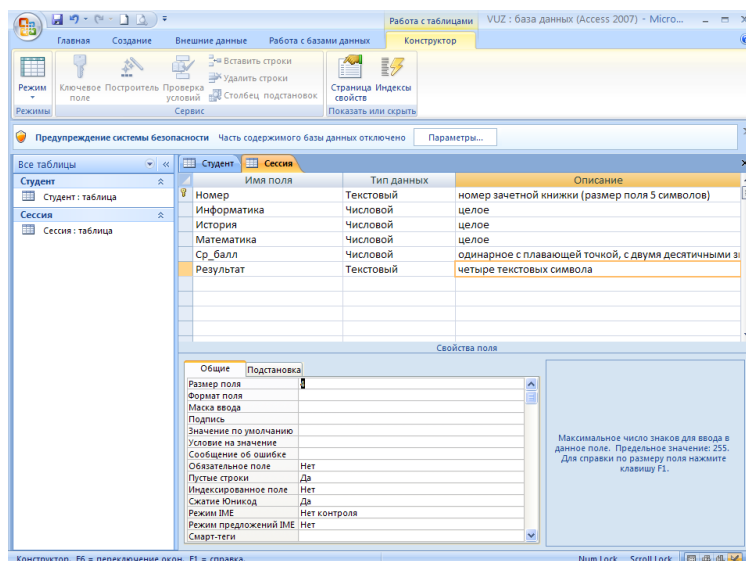 Работа с таблицами
VUZ : база данных (Access 2007) - Micro...
Главная Создание Внешние данные Работа с базами данных Конструктор
Режим
Ключевое поле
Построитель
Проверка условий
Вставить строки
Удалить строки
Столбец подстановок
Страница свойств
Индексы
Режимы Сервис Показать или скрыть
Предупреждение системы безопасности Часть содержимого базы данных отключено Параметры...
Все таблицы
Студент
Студент : таблица
Сессия
Сессия : таблица
Студент Сессия
Имя поля Тип данных Описание
Номер Текстовый номер зачетной книжки (размер поля 5 символов)
Информатика Числовой целое
История Числовой целое
Математика Числовой целое
Ср_балл Числовой одинарное с плавающей точкой, с двумя десятичными
Результат Текстовый четыре текстовых символа
Свойства поля
Общие Подстановка
Размер поля
Формат поля
Маска ввода
Подпись
Значение по умолчанию
Условие на значение
Сообщение об ошибке
Обязательное поле Нет
Пустые строки Да
Индексированное поле Нет
Сжатие Юникод Да
Режим IME Нет контроля
Режим предложений IME Нет
Смарт-теги
Максимальное число знаков для ввода в
данное поле. Предельное значение: 255.
Для справки по размеру поля нажмите
клавишу F1.
Конструктор. F6 = переключение окон. F1 = справка. Num Lock Scroll Lock